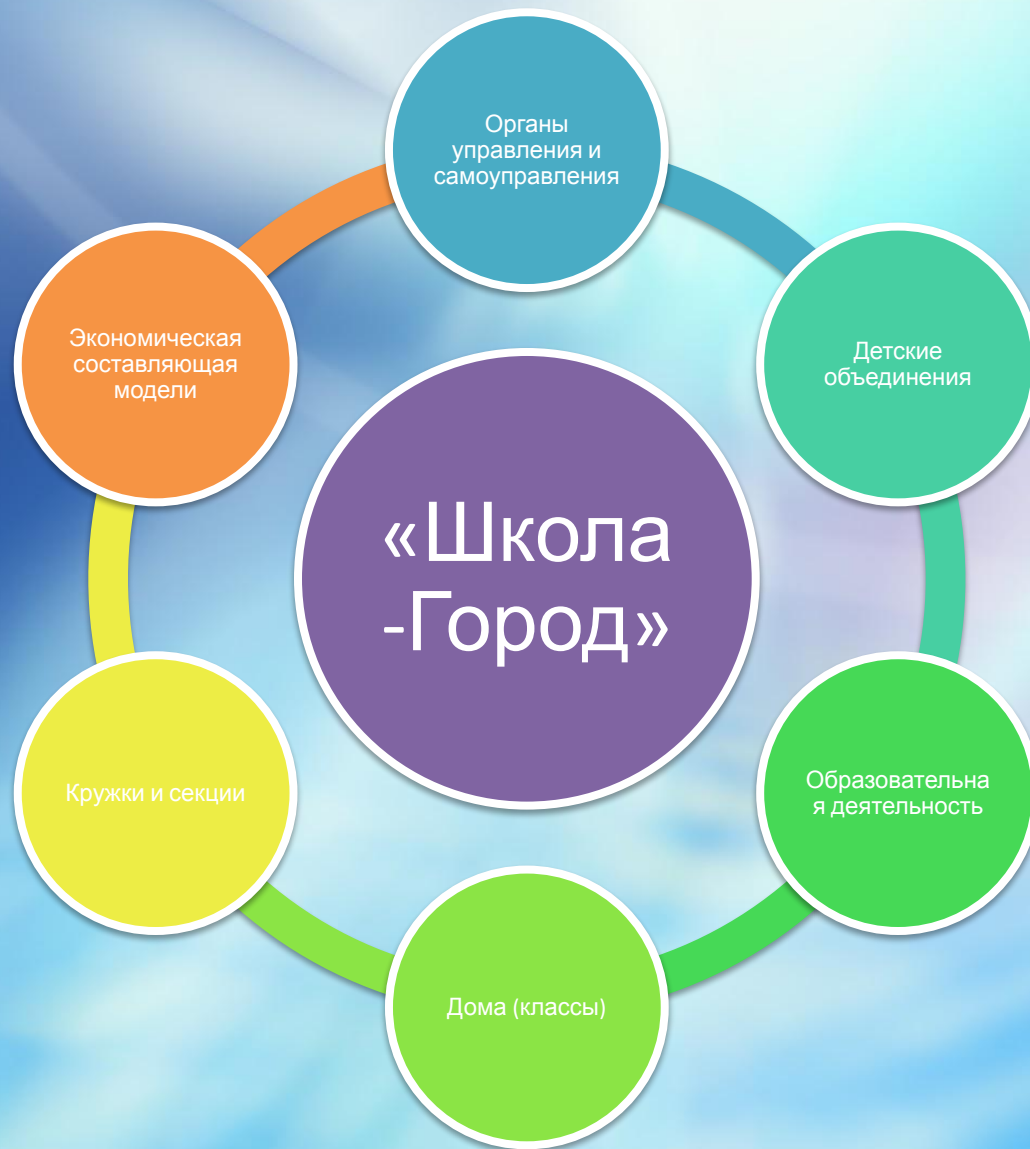 Органы
управления и
самоуправления
Экономическая
составляющая
модели
Детские
объединения
«Школа
-Город»
Кружки и секции
Образовательна
я деятельность
Дома (классы)